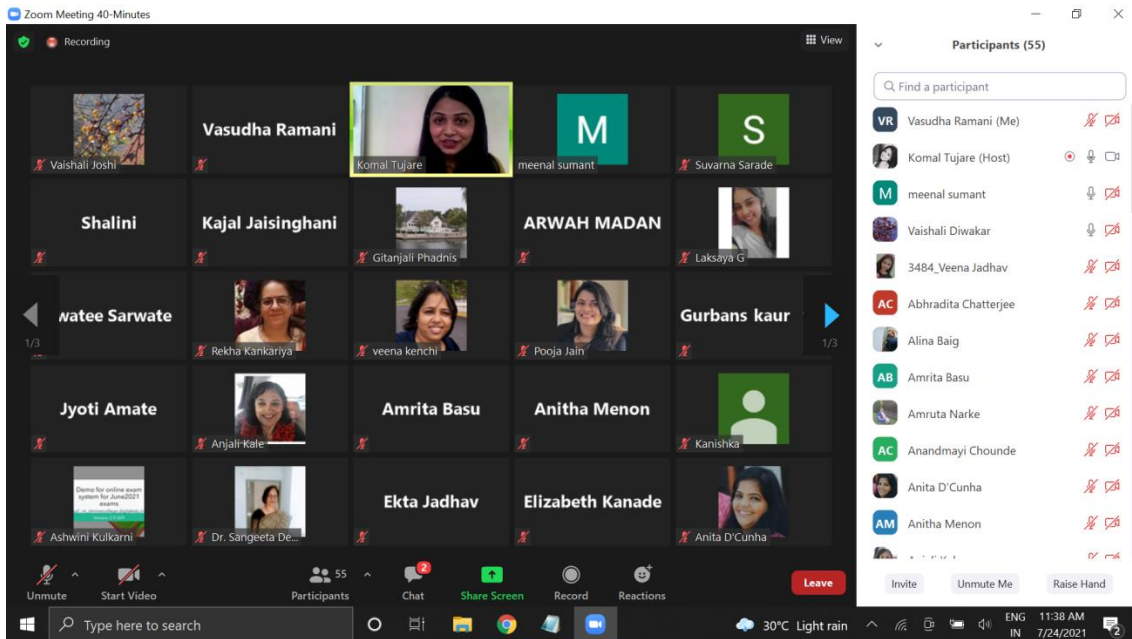 Zoom Meeting 40-Minutes
Recording
View
Vaishali Joshi
Vasudha Ramani
Komal Tujare
M
meenal sumant
S
Suvarna Sarade
Shalini
Kajal Jaisinghani
Gitanjali Phadnis
ARWAH MADAN
Laksaya G
watee Sarwate
Rekha Kankariya
veena kenchi
Pooja Jain
Gurbans kaur
1/3
1/3
Jyoti Amate
Anjali Kale
Amrita Basu
Anitha Menon
Kanishka
Demo for online exam
system for June2021
exams
Ashwini Kulkarni
Dr. Sangeeta De...
Ekta Jadhav
Elizabeth Kanade
Anita D'Cunha
Unmute
Start Video
55
Participants
2
Chat
Share Screen
Record
Reactions
Leave
Participants (55)
Find a participant
VR Vasudha Ramani (Me)
Komal Tujare (Host)
M meenal sumant
Vaishali Diwakar
3484_Veena Jadhav
AC Abhradita Chatterjee
Alina Baig
AB Amrita Basu
Amruta Narke
AC Anandmayi Chounde
Anita D'Cunha
AM Anitha Menon
Invite
Unmute Me
Raise Hand
Type here to search
30°C Light rain
ENG
IN
11:38 AM
7/24/2021
2